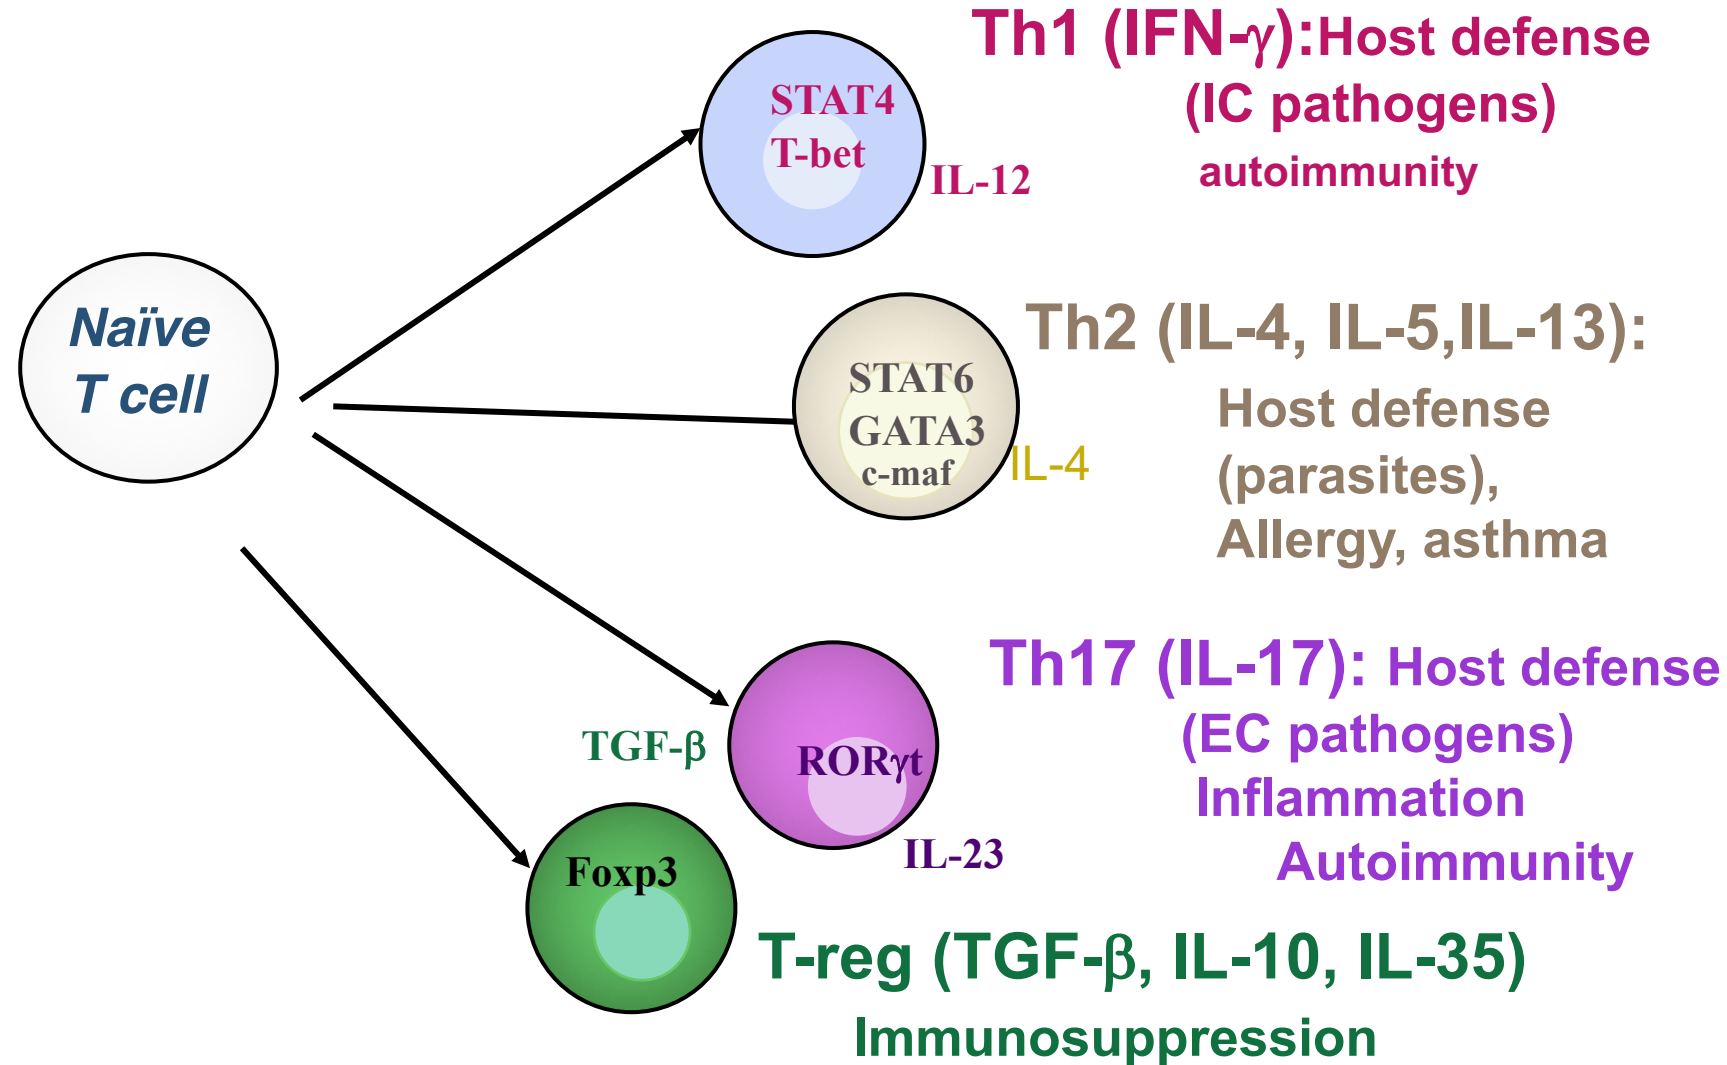 Naïve
T cell
STAT4
T-bet
IL-12
Th1 (IFN-γ):Host defense
(IC pathogens)
autoimmunity
STAT6
GATA3
c-maf
IL-4
Th2 (IL-4, IL-5,IL-13):
Host defense
(parasites),
Allergy, asthma
TGF-β
RORγt
IL-23
Th17 (IL-17): Host defense
(EC pathogens)
Inflammation
Autoimmunity
Foxp3
T-reg (TGF-β, IL-10, IL-35)
Immunosuppression